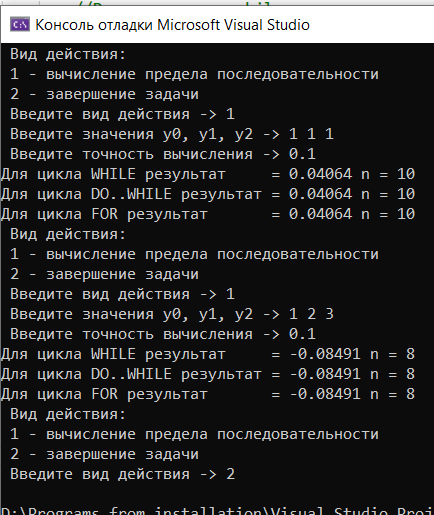 Консоль отладки Microsoft Visual Studio
Вид действия:
1 - вычисление предела последовательности
2 - завершение задачи
Введите вид действия -> 1
Введите значения y0, y1, y2 -> 1 1 1
Введите точность вычисления -> 0.1
Для цикла WHILE результат = 0.04064 n = 10
Для цикла DO..WHILE результат = 0.04064 n = 10
Для цикла FOR результат = 0.04064 n = 10
Вид действия:
1 - вычисление предела последовательности
2 - завершение задачи
Введите вид действия -> 1
Введите значения y0, y1, y2 -> 1 2 3
Введите точность вычисления -> 0.1
Для цикла WHILE результат = -0.08491 n = 8
Для цикла DO..WHILE результат = -0.08491 n = 8
Для цикла FOR результат = -0.08491 n = 8
Вид действия:
1 - вычисление предела последовательности
2 - завершение задачи
Введите вид действия -> 2
D:\Programs from installation\Visual Studio Proj